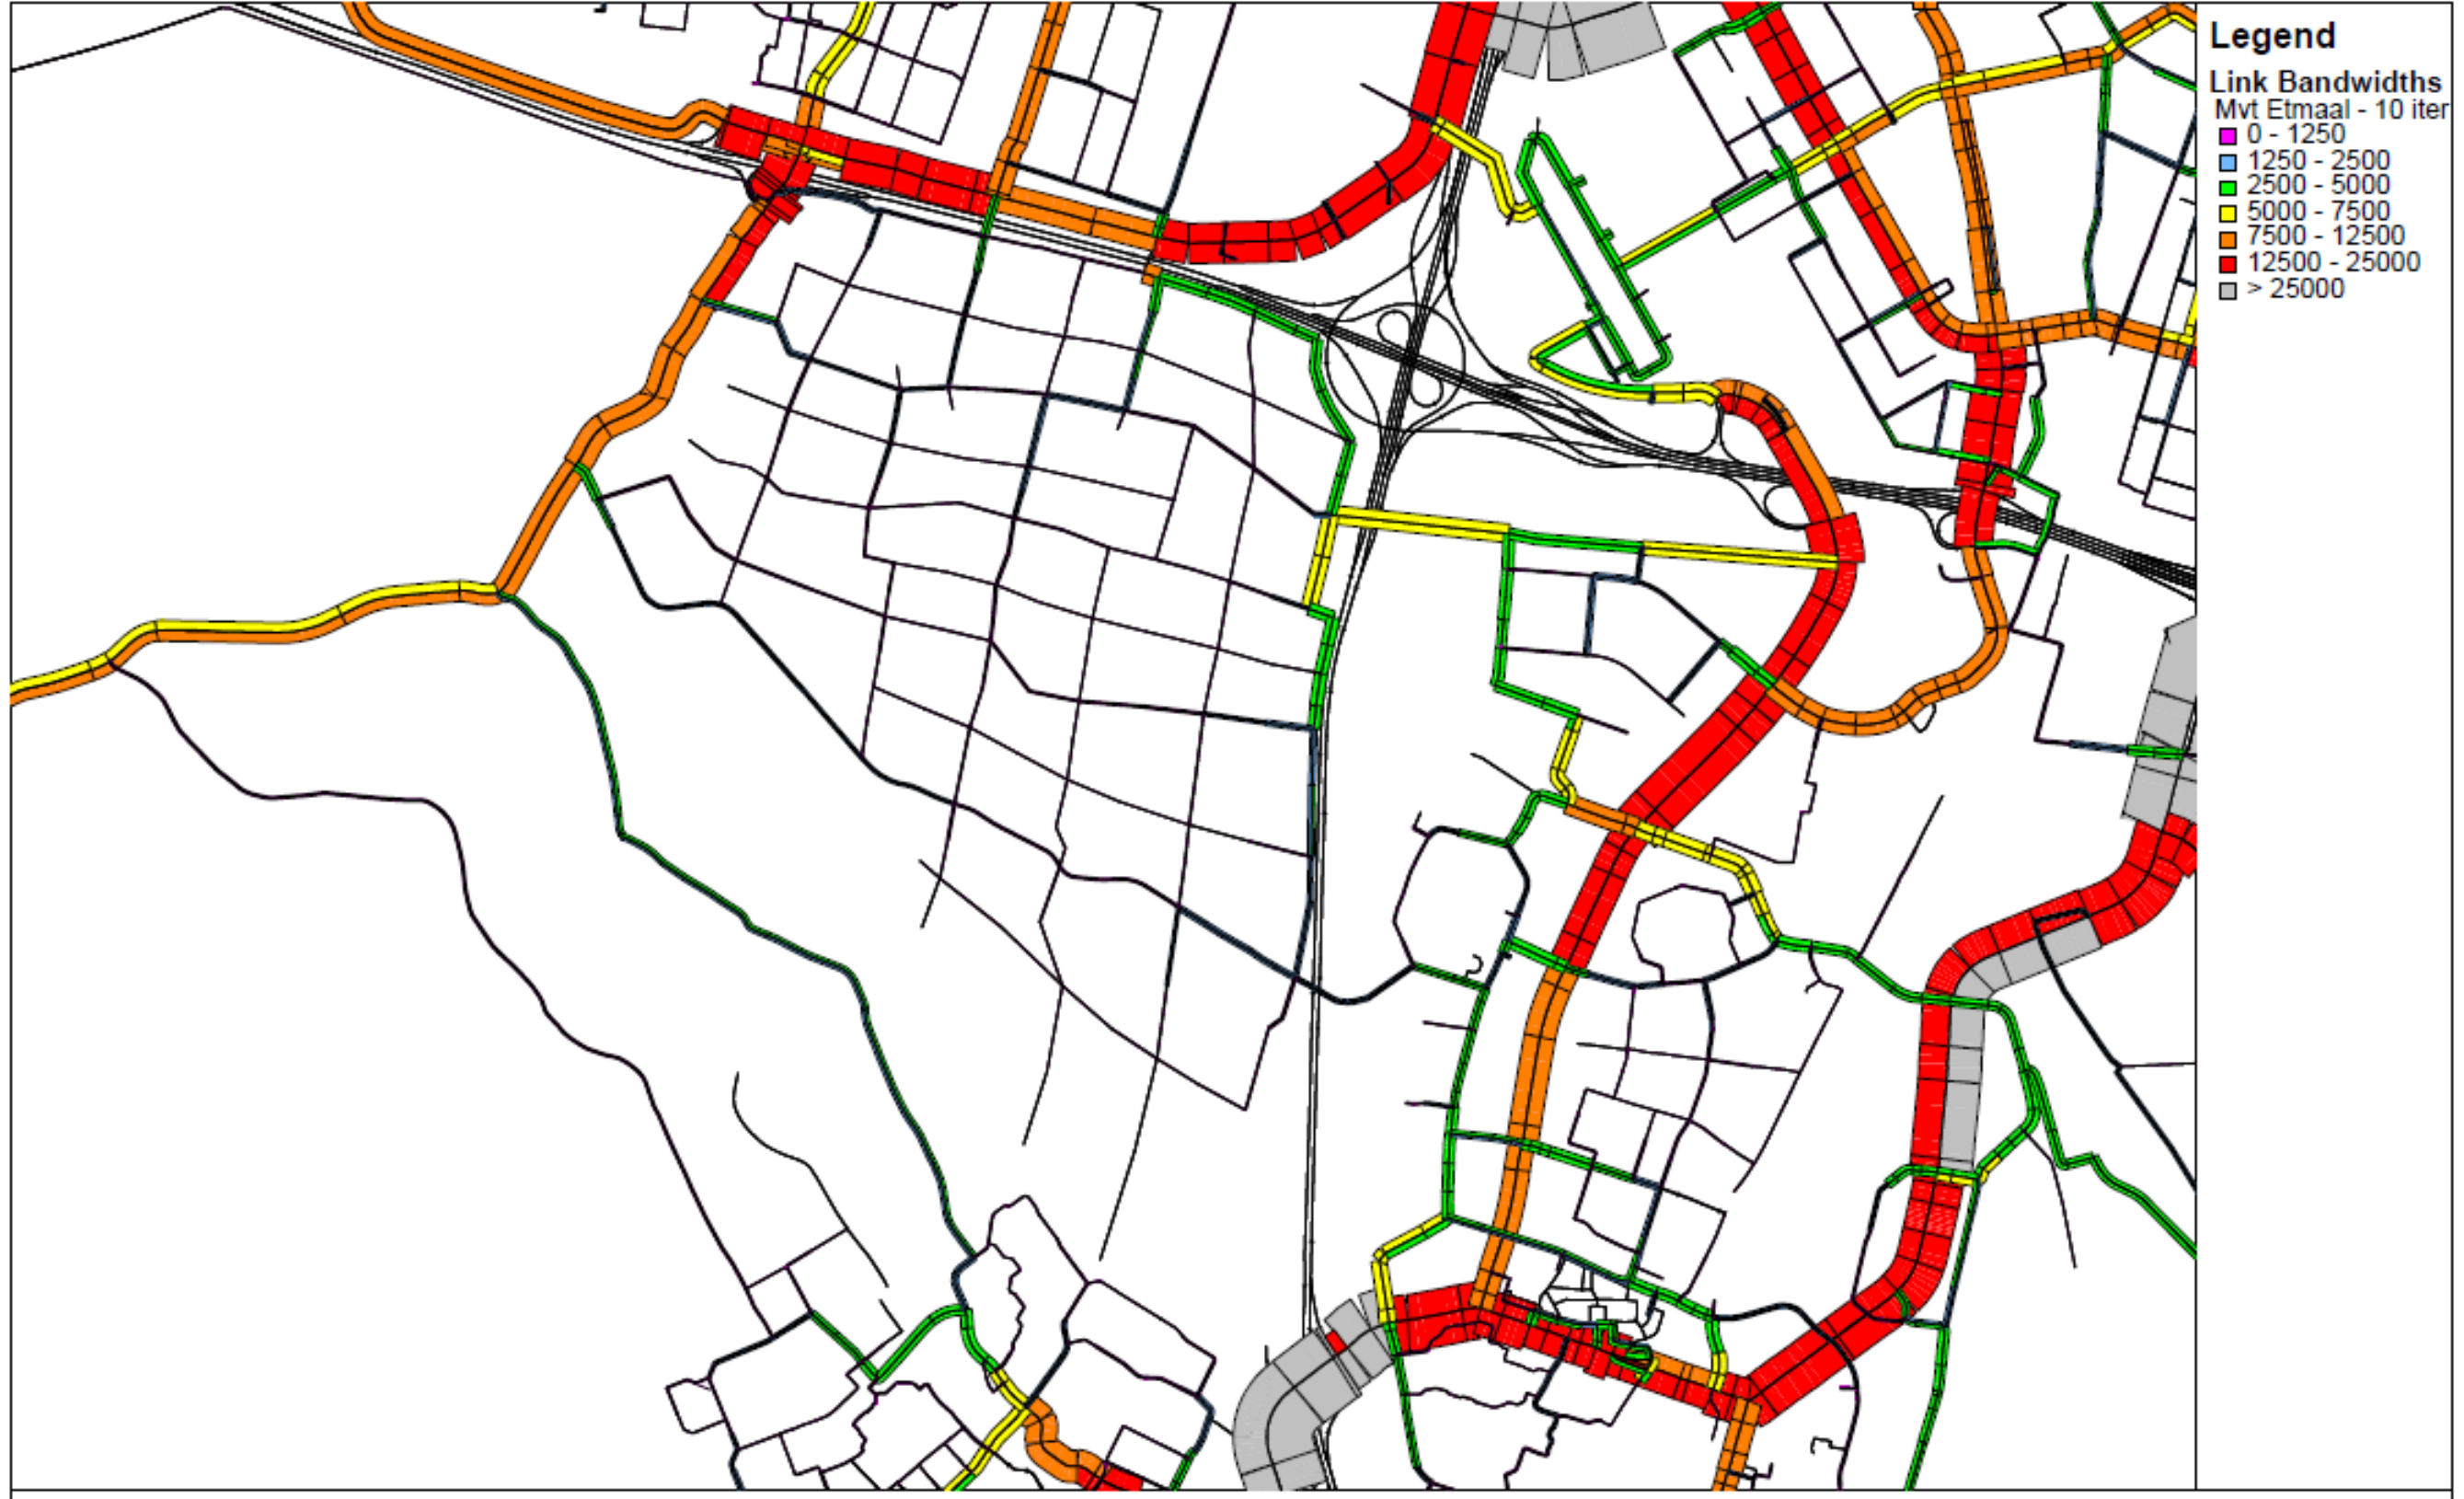 Legend
Link Bandwidths
Mvt Etmaal - 10 iter
0 - 1250
1250 - 2500
2500 - 5000
5000 - 7500
7500 - 12500
12500 - 25000
> 25000